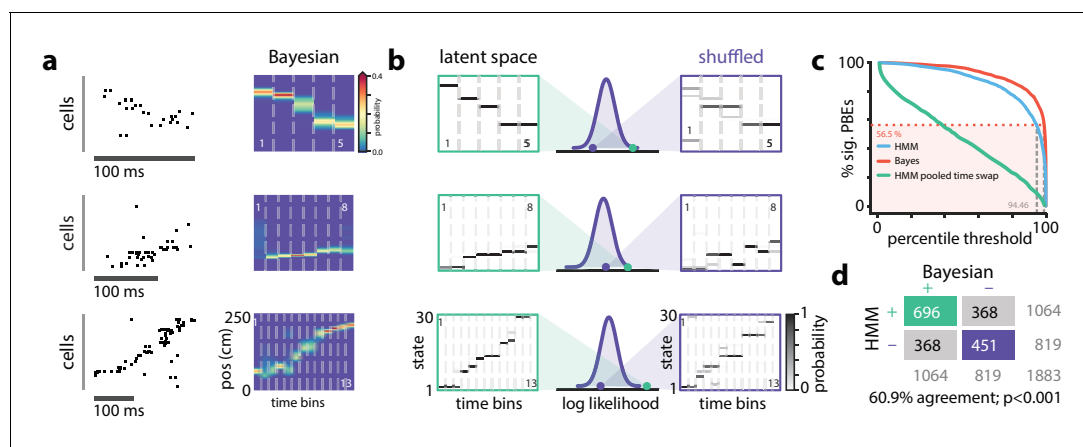 a
Bayesian
cells
100 ms
1
5
0.4
0.0
probability
cells
100 ms
1
8
cells
100 ms
250
pos (cm)
0
1
13
time bins
b
latent space
shuffled
1
5
1
5
1
8
1
8
30
state
1
1
13
time bins
log likelihood
30
state
1
1
13
time bins
1
0
probability
c
100
% sig. PBEs
0
56.5 %
HMM
Bayes
HMM pooled time swap
94.46
0
100
percentile threshold
d
Bayesian
+ −
HMM
+ 696 368 1064
− 368 451 819
1064 819 1883
60.9% agreement; p<0.001